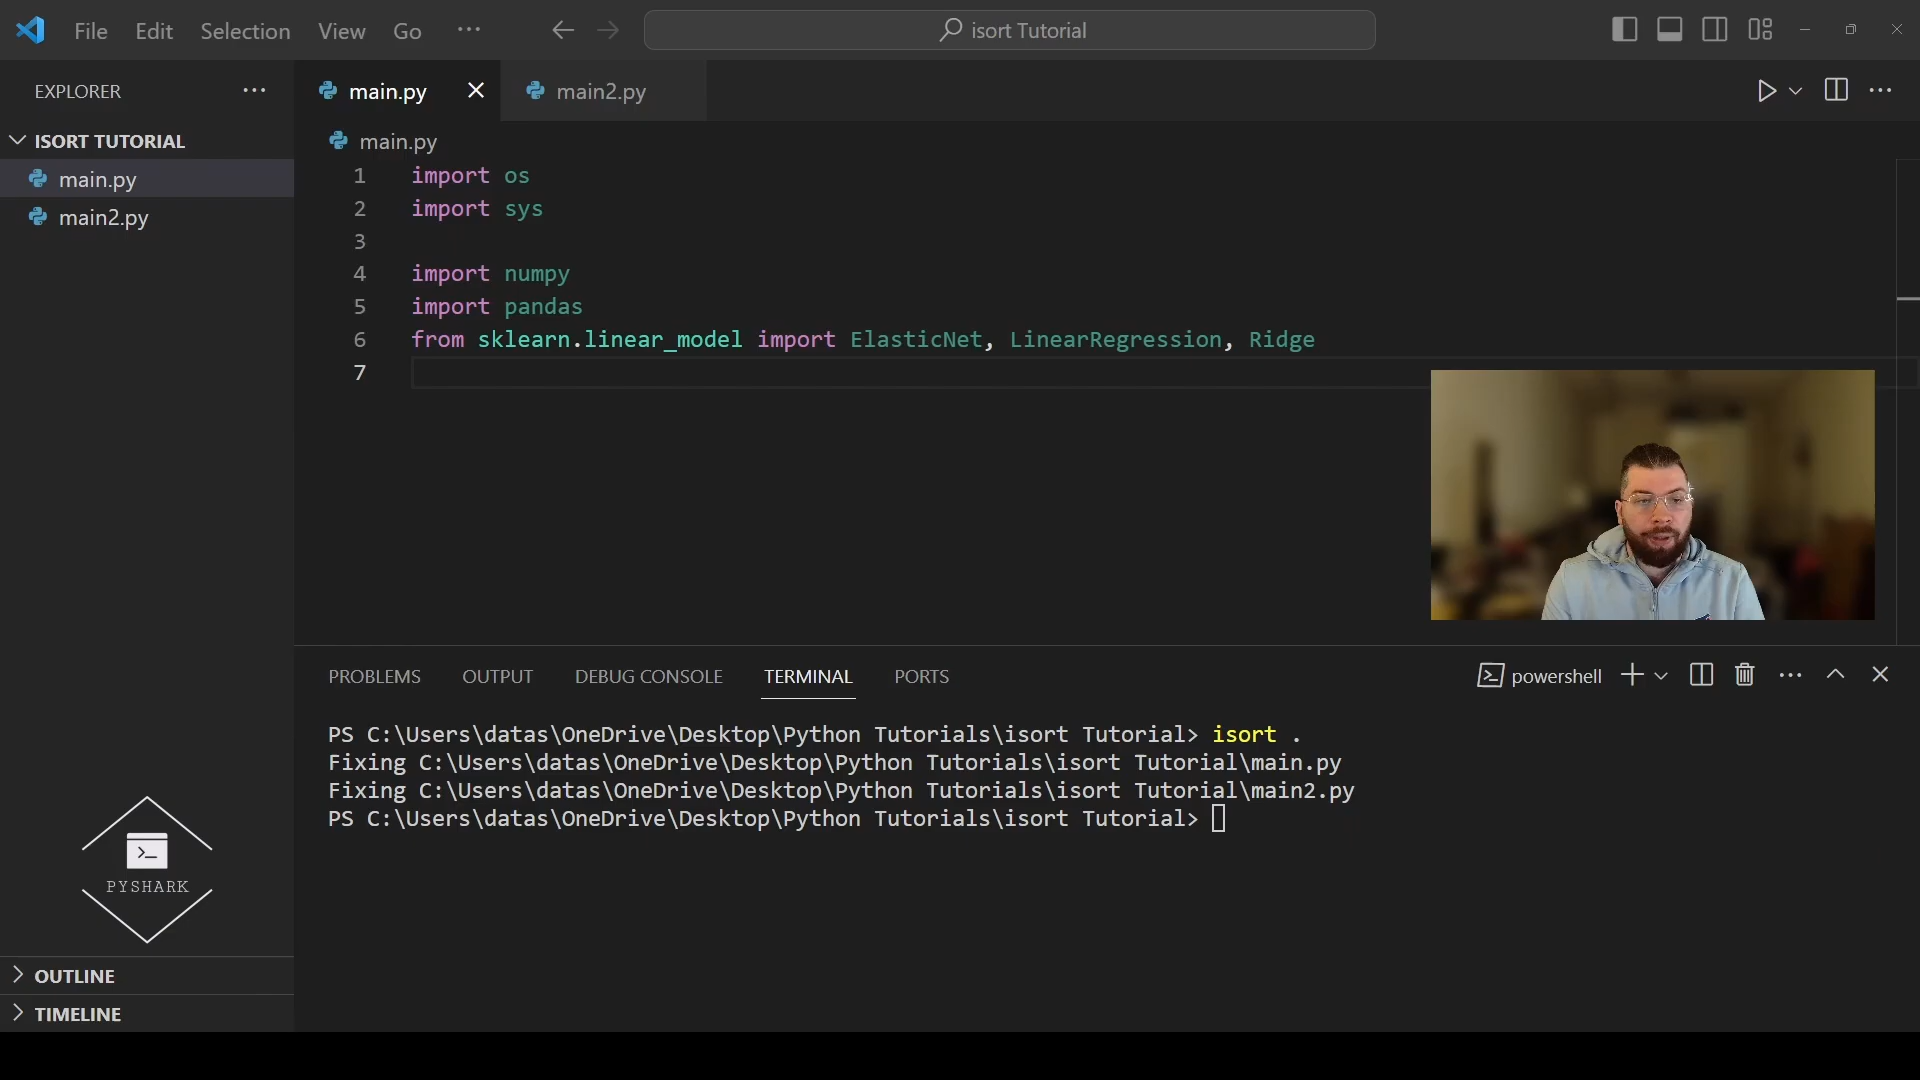 File Edit Selection View Go ···
isort Tutorial
EXPLORER ···
ISORT TUTORIAL
main.py
main2.py
main.py
main2.py
main.py
1 import os
2 import sys
3
4 import numpy
5 import pandas
6 from sklearn.linear_model import ElasticNet, LinearRegression, Ridge
7
PROBLEMS OUTPUT DEBUG CONSOLE TERMINAL PORTS
powershell
PS C:\Users\datas\OneDrive\Desktop\Python Tutorials\isort Tutorial> isort .
Fixing C:\Users\datas\OneDrive\Desktop\Python Tutorials\isort Tutorial\main.py
Fixing C:\Users\datas\OneDrive\Desktop\Python Tutorials\isort Tutorial\main2.py
PS C:\Users\datas\OneDrive\Desktop\Python Tutorials\isort Tutorial>
PYSHARK
OUTLINE
TIMELINE